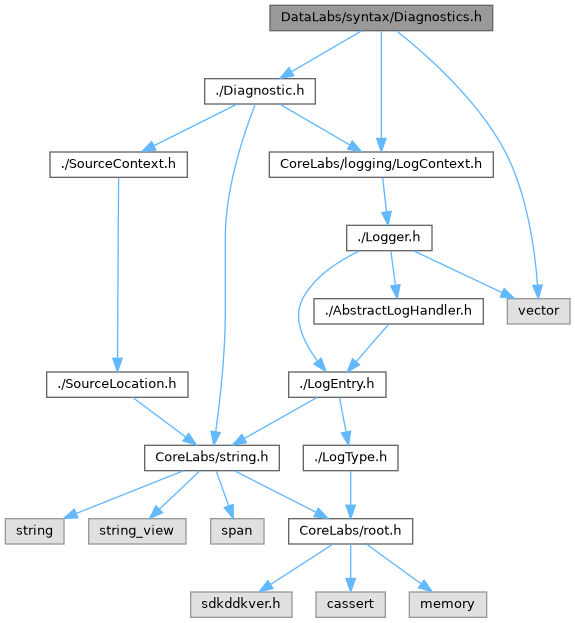 DataLabs/syntax/Diagnostics.h
./Diagnostic.h
./SourceContext.h
CoreLabs/logging/LogContext.h
./Logger.h
./AbstractLogHandler.h
vector
./SourceLocation.h
./LogEntry.h
CoreLabs/string.h
./LogType.h
string
string_view
span
CoreLabs/root.h
sdkddkver.h
cassert
memory